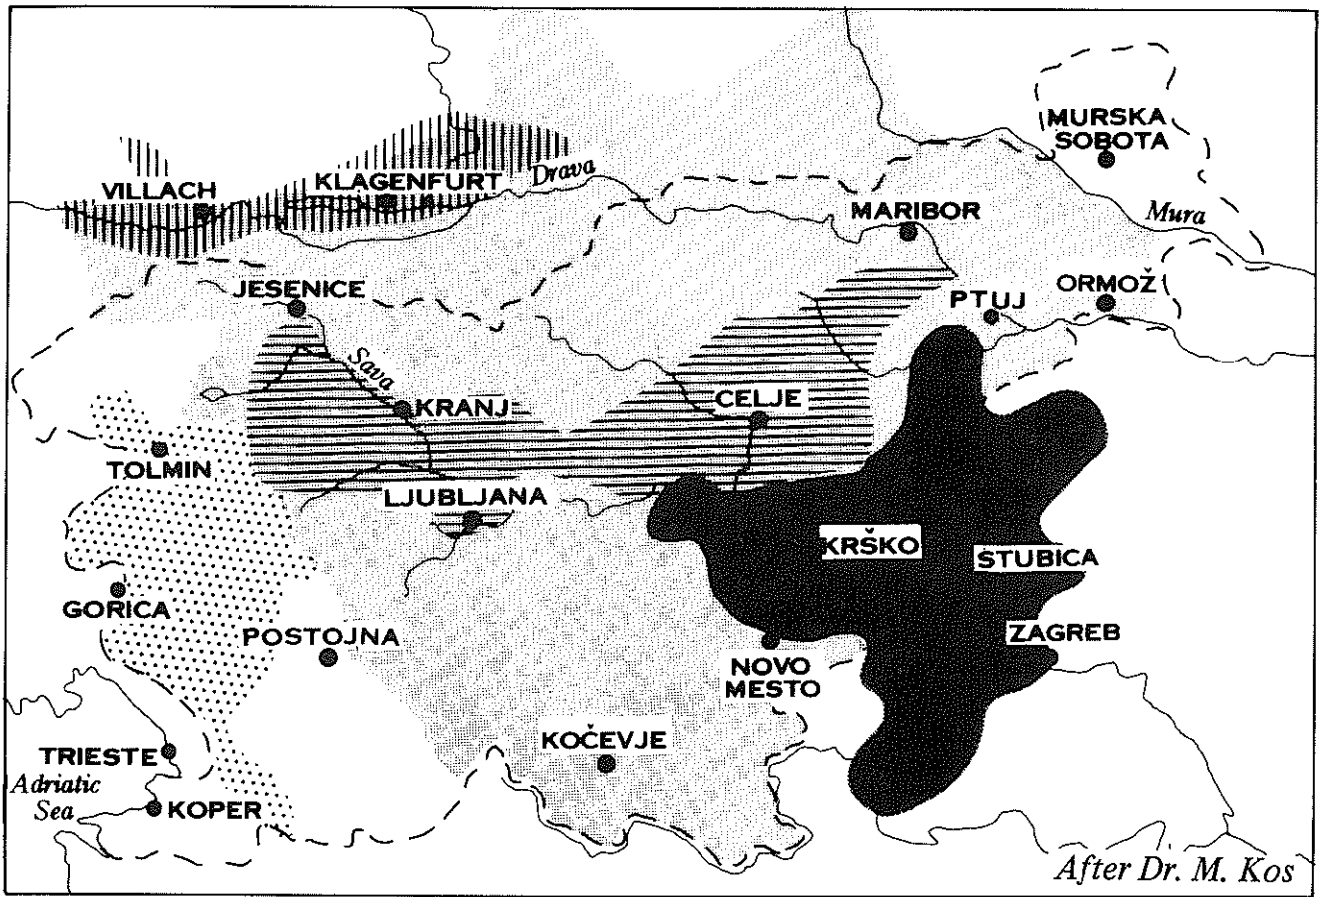 MURSKA
SOBOTA
VILLACH
KLAGENFURT
Drava
MARIBOR
Mura
JESENICE
PTUJ
ORMOŽ
Sava
KRANJ
CELJE
TOLMIN
LJUBLJANA
KRŠKO
STUBICA
GORICA
POSTOJNA
ZAGREB
NOVO
MESTO
KOČEVJE
TRIESTE
Adriatic
Sea
KOPER
After Dr. M. Kos